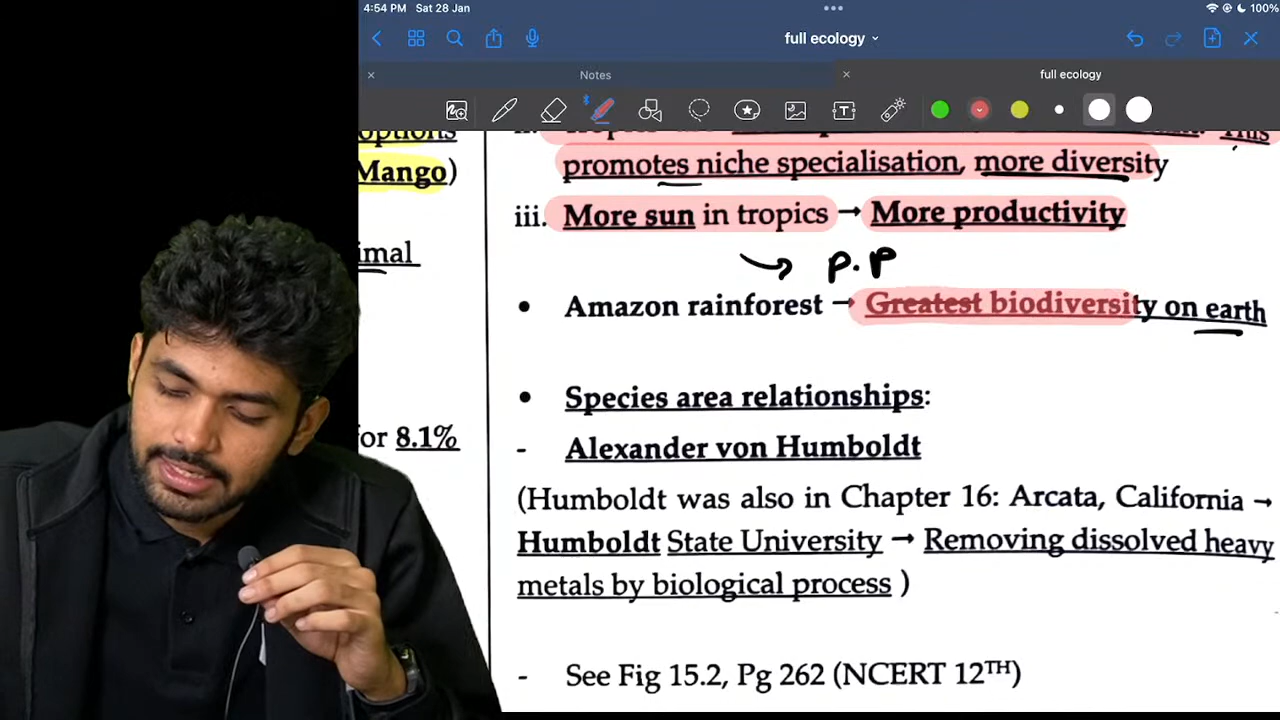 4:54 PM Sat 28 Jan
100%
full ecology
Notes
full ecology
options
Mango)
imal
for 8.1%
This
promotes niche specialisation, more diversity
iii. More sun in tropics → More productivity
→ P.P
• Amazon rainforest → Greatest biodiversity on earth
• Species area relationships:
- Alexander von Humboldt
(Humboldt was also in Chapter 16: Arcata, California →
Humboldt State University → Removing dissolved heavy
metals by biological process )
- See Fig 15.2, Pg 262 (NCERT 12TH)